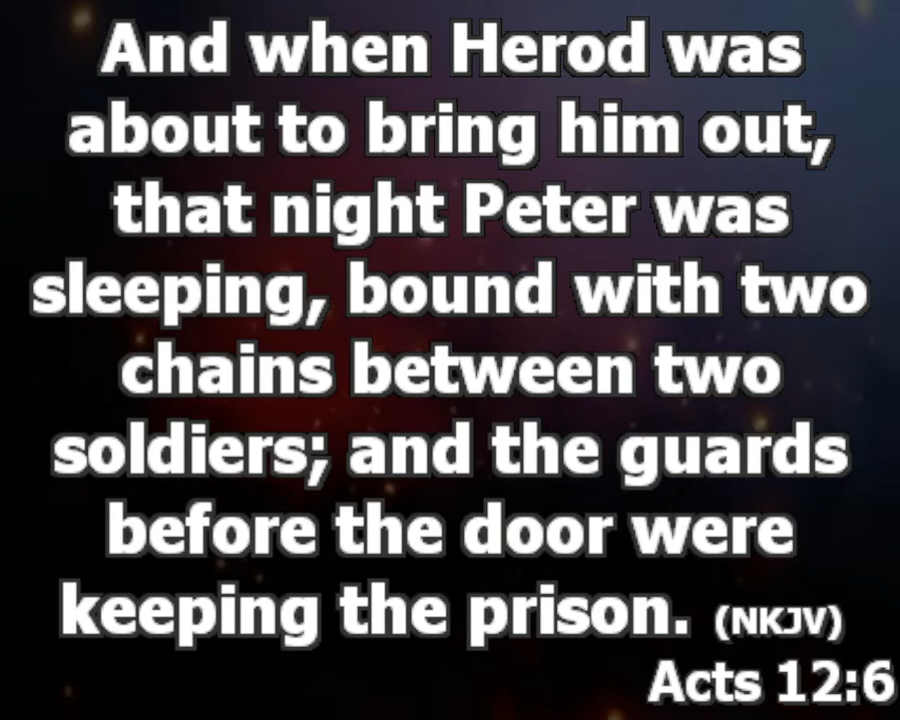 And when Herod was
about to bring him out,
that night Peter was
sleeping, bound with two
chains between two
soldiers; and the guards
before the door were
keeping the prison. (NKJV)
Acts 12:6